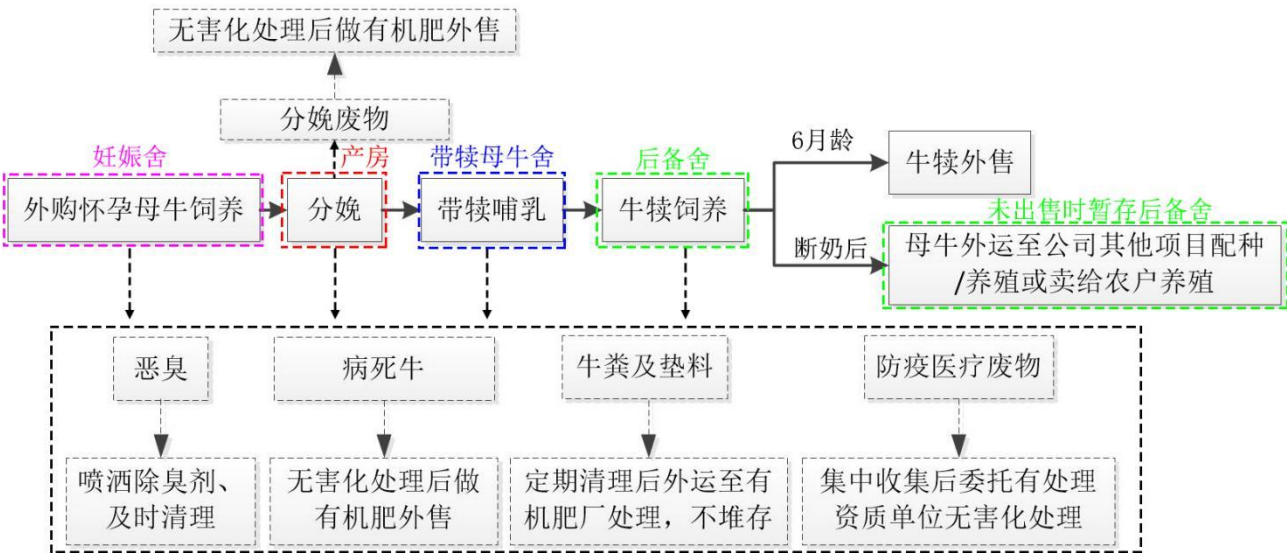 无害化处理后做有机肥外售
分娩废物
妊娠舍
产房
带犊母牛舍
后备舍
6月龄
牛犊外售
外购怀孕母牛饲养
分娩
带犊哺乳
牛犊饲养
未出售时暂存后备舍
断奶后
母牛外运至公司其他项目配种
/养殖或卖给农户养殖
恶臭
病死牛
牛粪及垫料
防疫医疗废物
喷洒除臭剂、
及时清理
无害化处理后做
有机肥外售
定期清理后外运至有
机肥厂处理，不堆存
集中收集后委托有处理
资质单位无害化处理